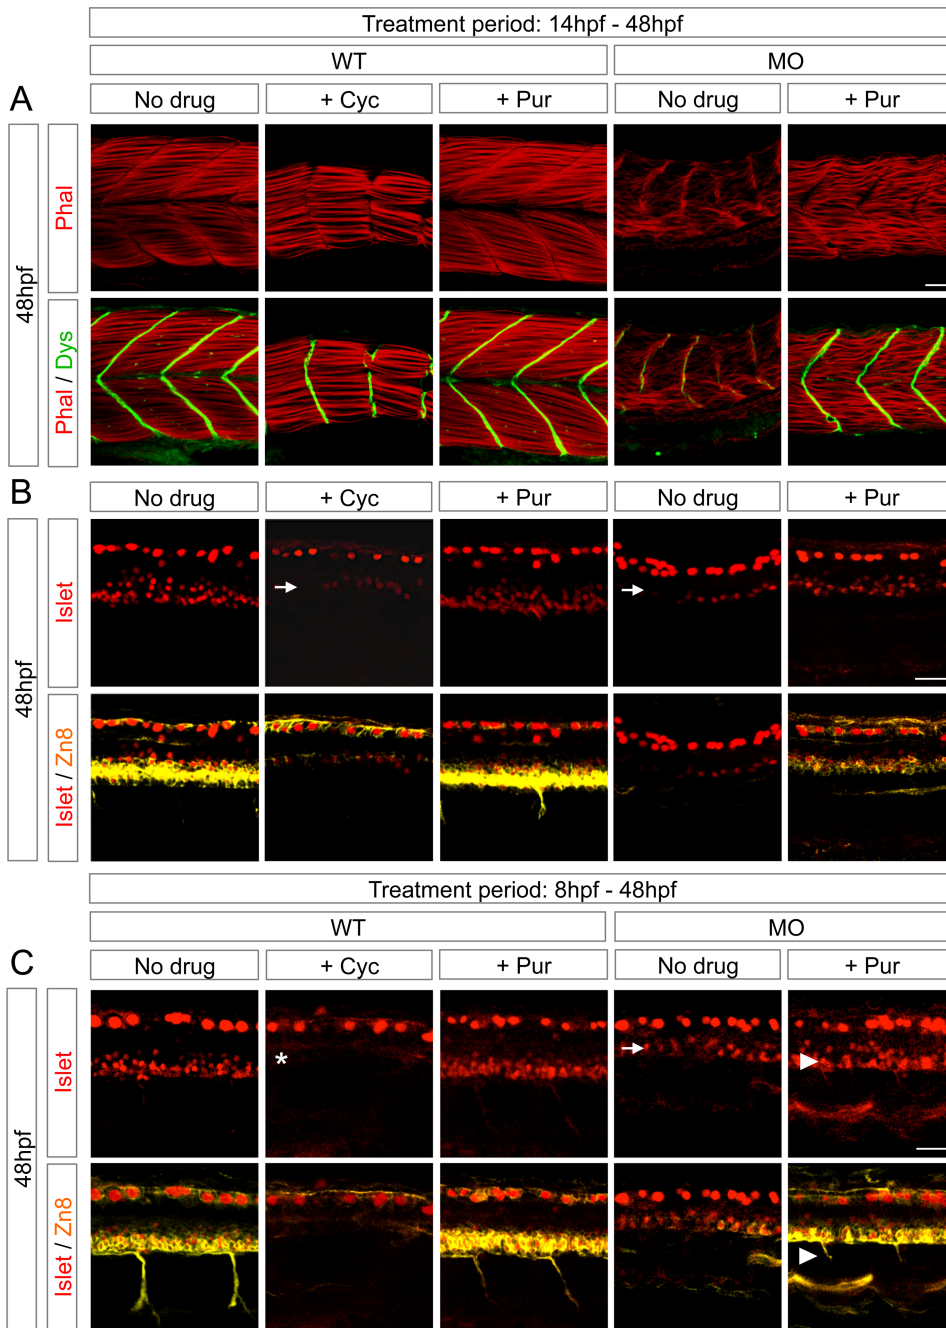 Treatment period: 14hpf - 48hpf
WT MO
A No drug + Cyc + Pur No drug + Pur
48hpf
Phal
Phal / Dys
B No drug + Cyc + Pur No drug + Pur
48hpf
Islet
Islet / Zn8
Treatment period: 8hpf - 48hpf
WT MO
C No drug + Cyc + Pur No drug + Pur
48hpf
Islet
*
Islet / Zn8